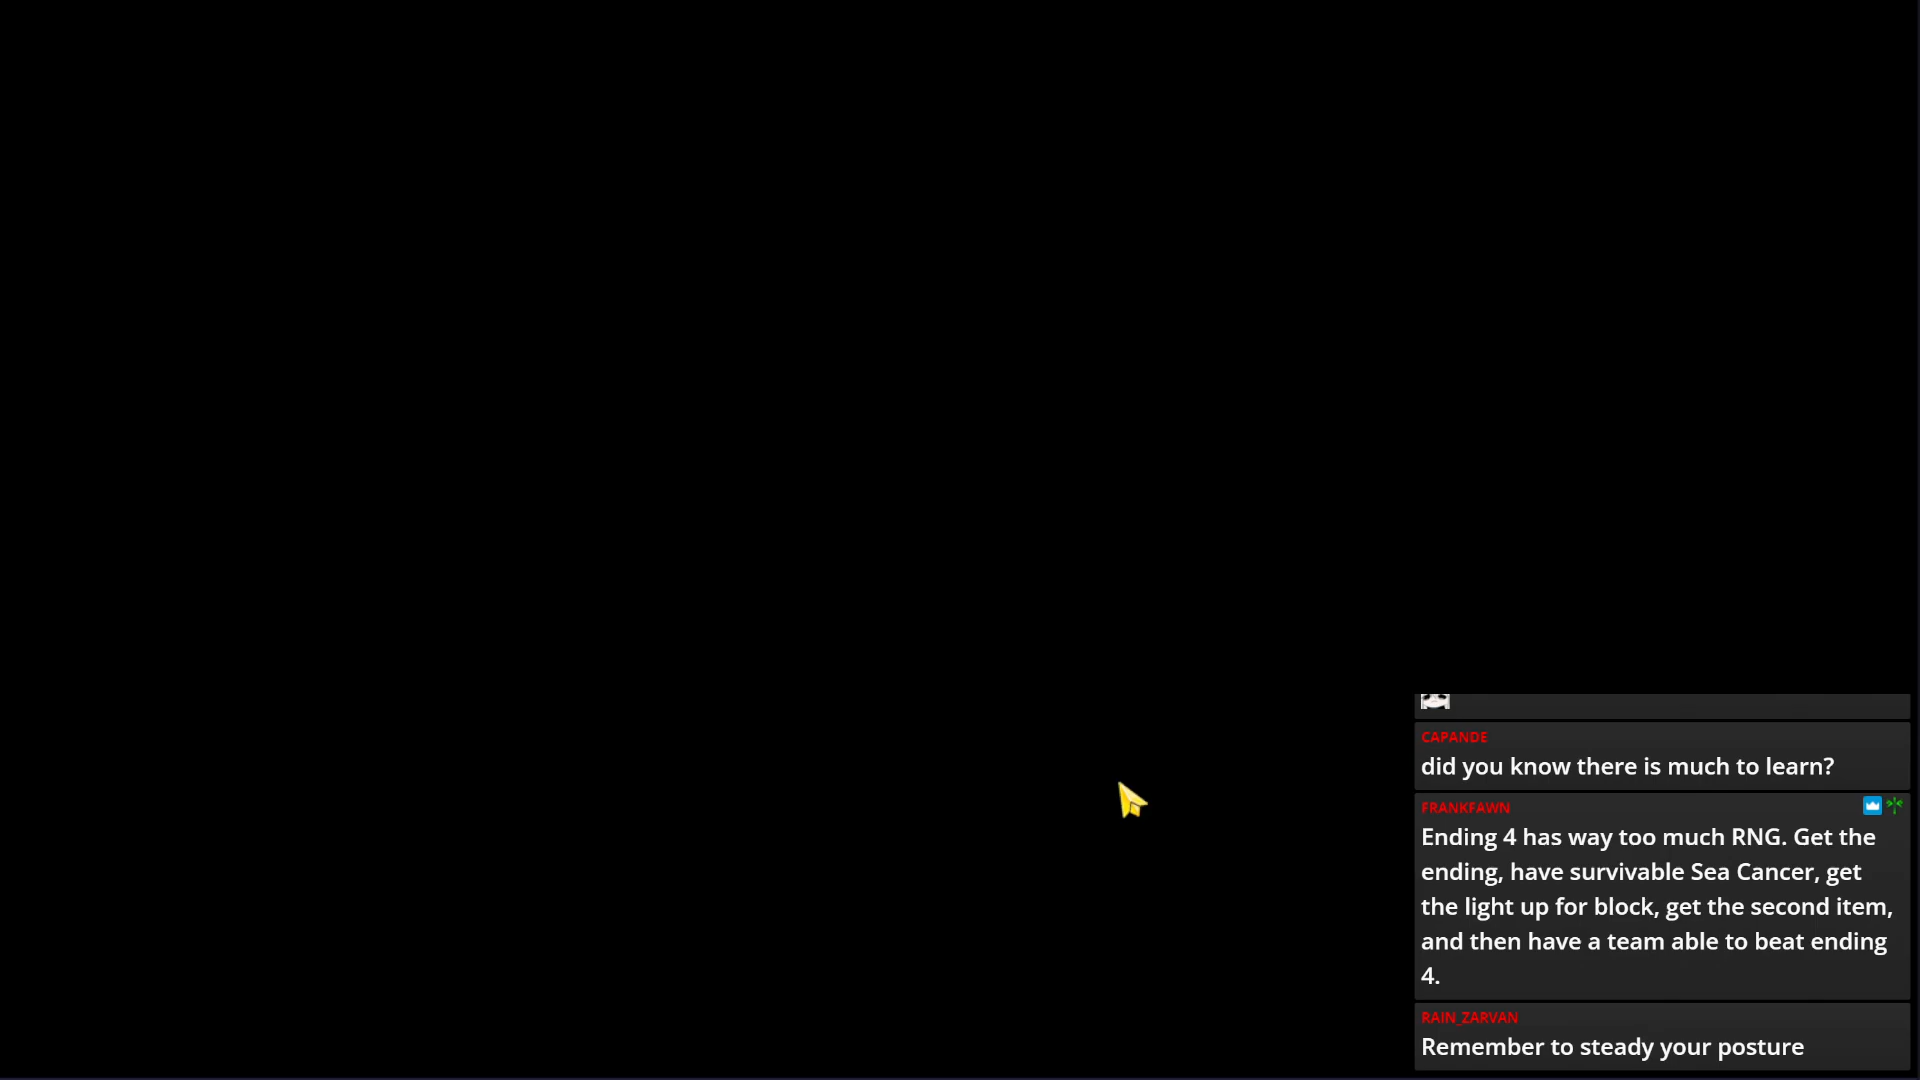 CAPANDE
did you know there is much to learn?
FRANKFAWN
Ending 4 has way too much RNG. Get the
ending, have survivable Sea Cancer, get
the light up for block, get the second item,
and then have a team able to beat ending
4.
RAIN_ZARVAN
Remember to steady your posture